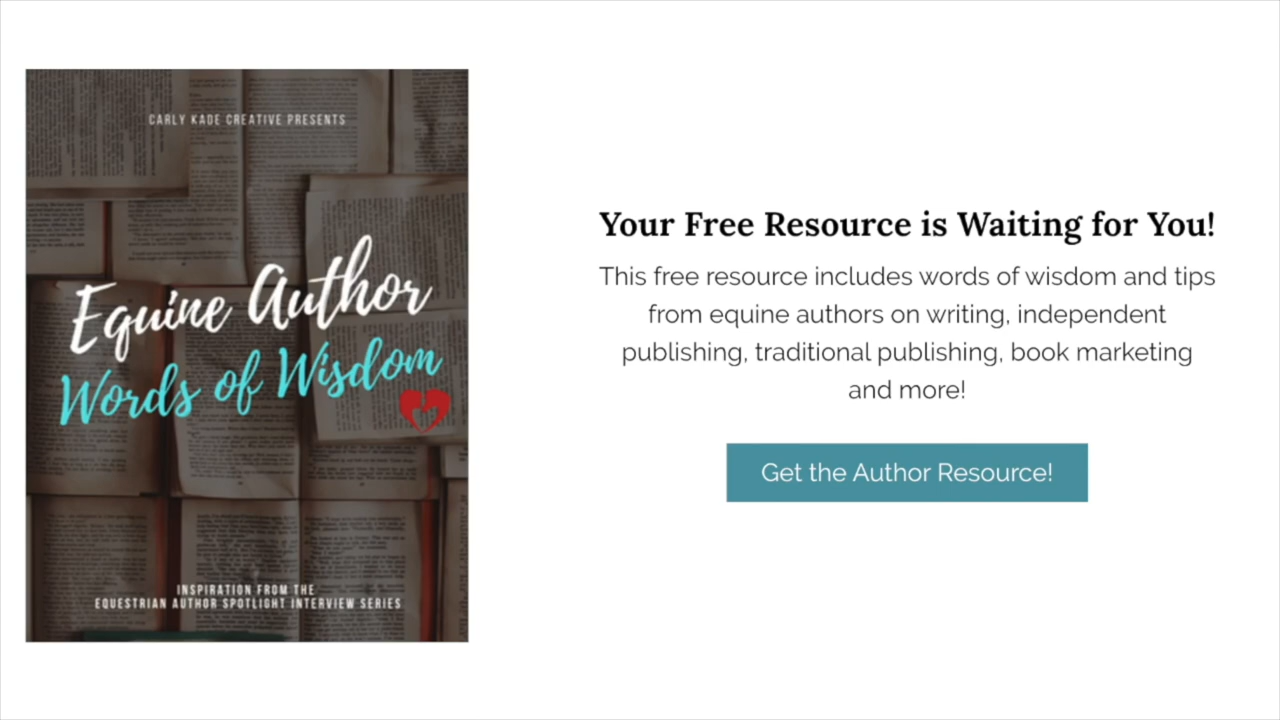 CARLY KADE CREATIVE PRESENTS
Equine Author
Words of Wisdom
INSPIRATION FROM THE
EQUESTRIAN AUTHOR SPOTLIGHT INTERVIEW SERIES
Your Free Resource is Waiting for You!
This free resource includes words of wisdom and tips
from equine authors on writing, independent
publishing, traditional publishing, book marketing
and more!
Get the Author Resource!